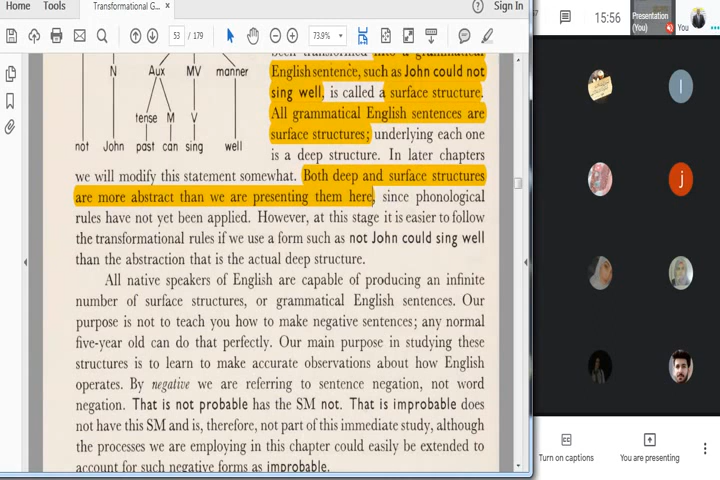 Home Tools Transformational G... × Sign In
53 / 179 73.9%
N Aux MV manner
tense M V
not John past can sing well
been transformed into a grammatical
English sentence, such as John could not
sing well, is called a surface structure.
All grammatical English sentences are
surface structures; underlying each one
is a deep structure. In later chapters
we will modify this statement somewhat. Both deep and surface structures
are more abstract than we are presenting them here, since phonological
rules have not yet been applied. However, at this stage it is easier to follow
the transformational rules if we use a form such as not John could sing well
than the abstraction that is the actual deep structure.
All native speakers of English are capable of producing an infinite
number of surface structures, or grammatical English sentences. Our
purpose is not to teach you how to make negative sentences; any normal
five-year old can do that perfectly. Our main purpose in studying these
structures is to learn to make accurate observations about how English
operates. By negative we are referring to sentence negation, not word
negation. That is not probable has the SM not. That is improbable does
not have this SM and is, therefore, not part of this immediate study, although
the processes we are employing in this chapter could easily be extended to
account for such negative forms as improbable.
15:56
Presentation
(You)
You
I
j
Turn on captions
You are presenting